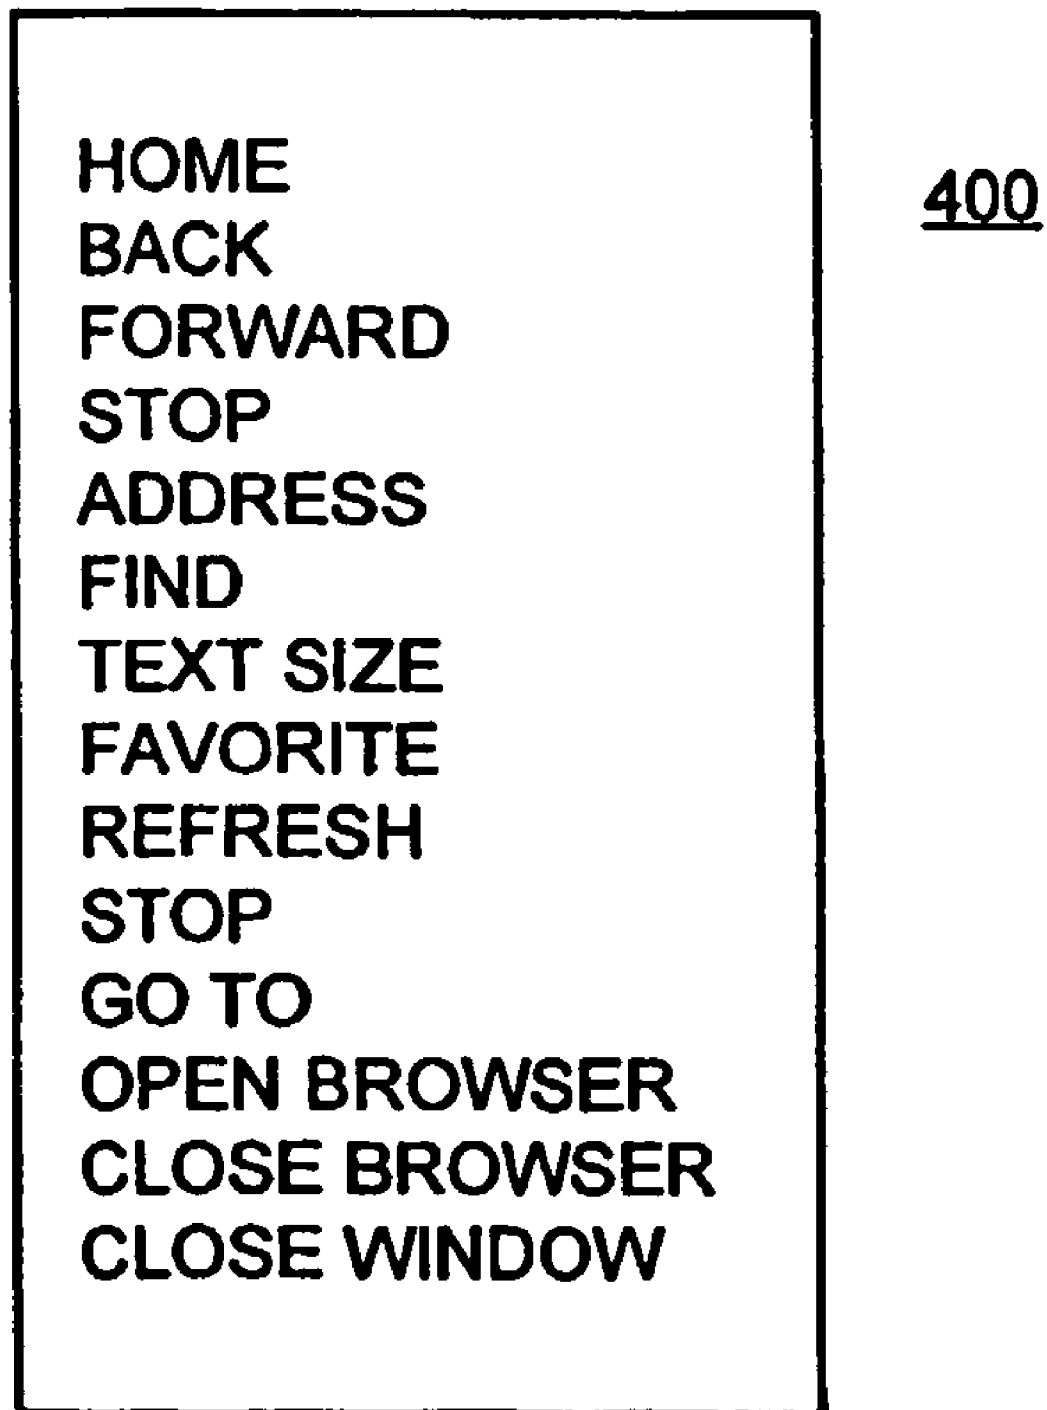 HOME
BACK
FORWARD
STOP
ADDRESS
FIND
TEXT SIZE
FAVORITE
REFRESH
STOP
GO TO
OPEN BROWSER
CLOSE BROWSER
CLOSE WINDOW
400